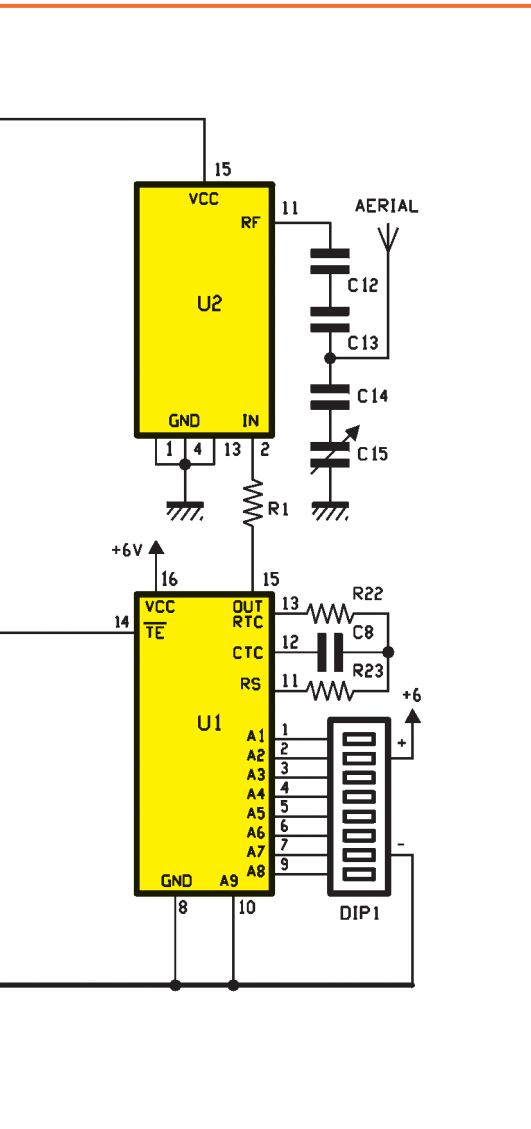 15
VCC
RF
11
AERIAL
U2
C12
C13
C14
C15
GND
IN
1
4
13
2
R1
+6V
16
15
14
VCC
OUT
13
R22
TE
RTC
C8
CTC
12
R23
RS
11
+6
U1
A1
1
+
A2
2
A3
3
A4
4
A5
5
A6
6
A7
7
-
A8
9
GND
A9
8
10
DIP1